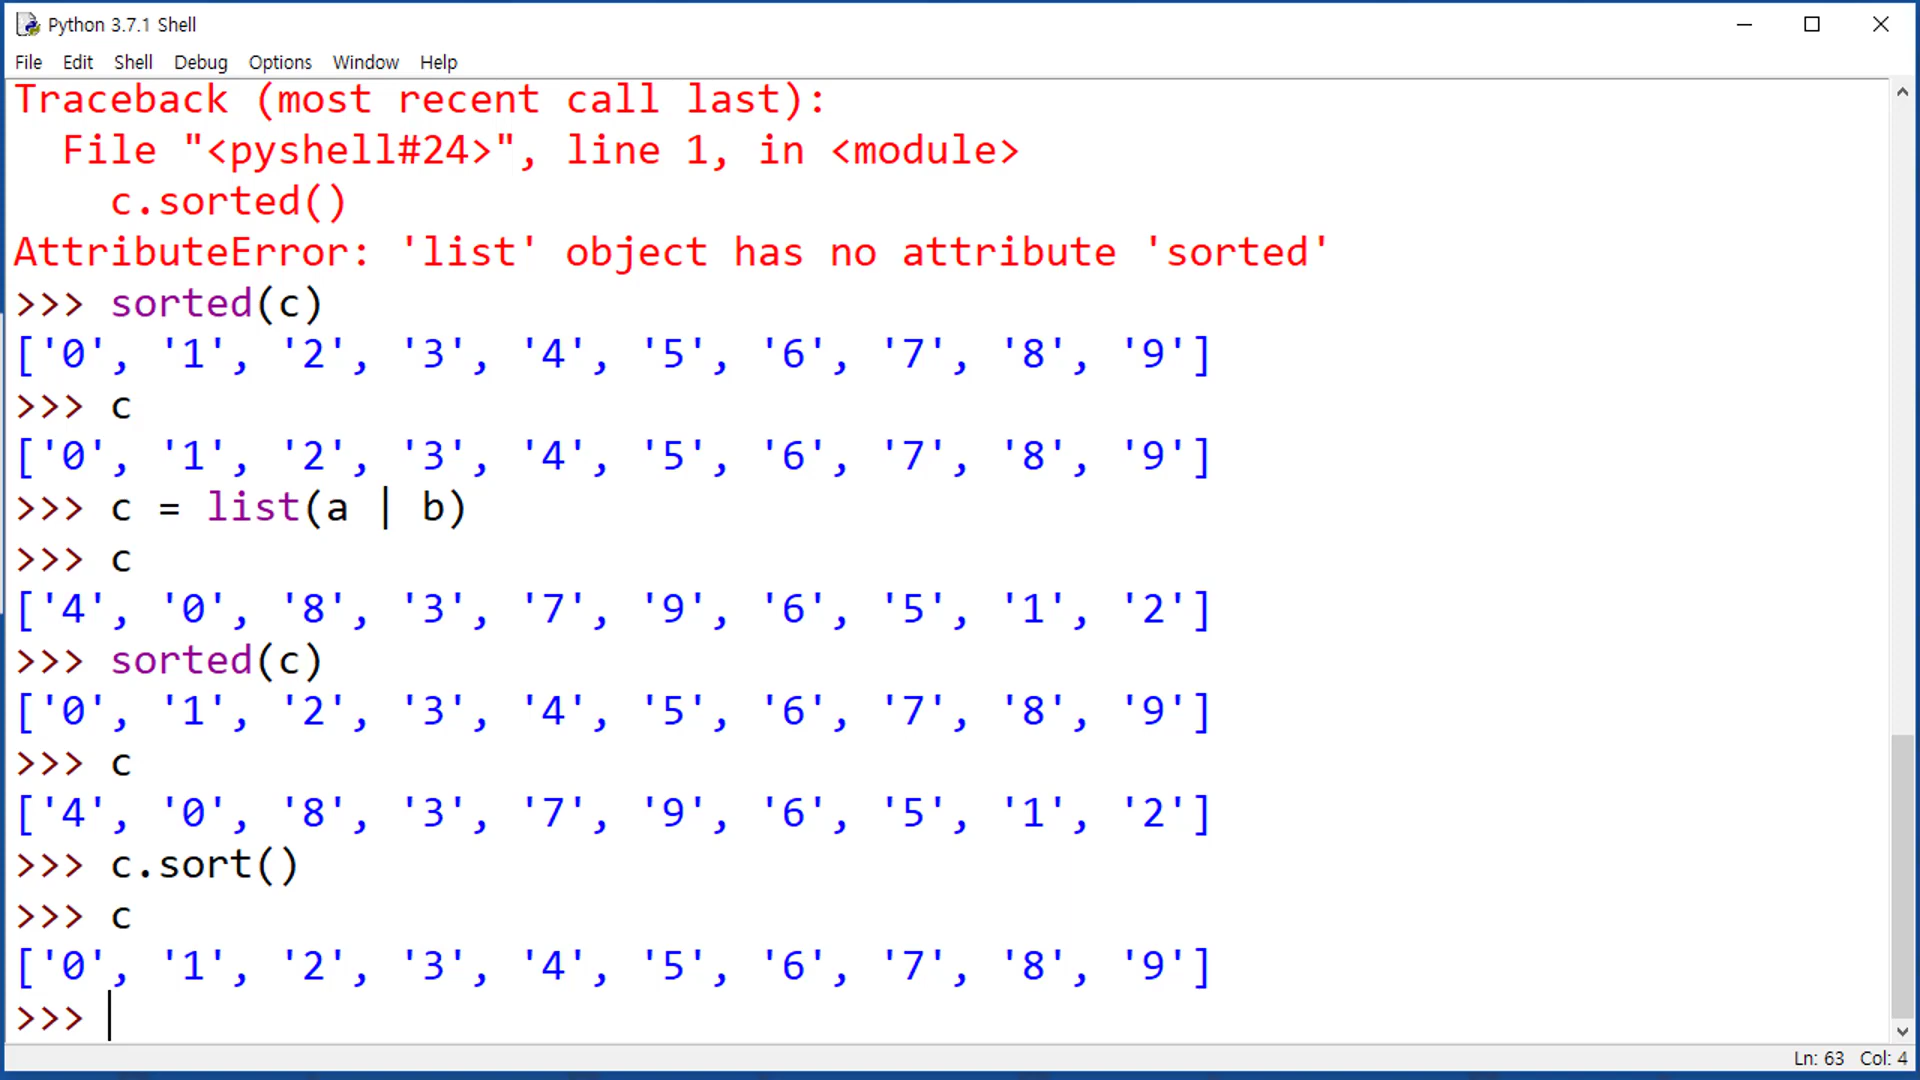 Python 3.7.1 Shell
File Edit Shell Debug Options Window Help
Traceback (most recent call last):
  File "<pyshell#24>", line 1, in <module>
    c.sorted()
AttributeError: 'list' object has no attribute 'sorted'
>>> sorted(c)
['0', '1', '2', '3', '4', '5', '6', '7', '8', '9']
>>> c
['0', '1', '2', '3', '4', '5', '6', '7', '8', '9']
>>> c = list(a | b)
>>> c
['4', '0', '8', '3', '7', '9', '6', '5', '1', '2']
>>> sorted(c)
['0', '1', '2', '3', '4', '5', '6', '7', '8', '9']
>>> c
['4', '0', '8', '3', '7', '9', '6', '5', '1', '2']
>>> c.sort()
>>> c
['0', '1', '2', '3', '4', '5', '6', '7', '8', '9']
>>>
Ln: 63 Col: 4